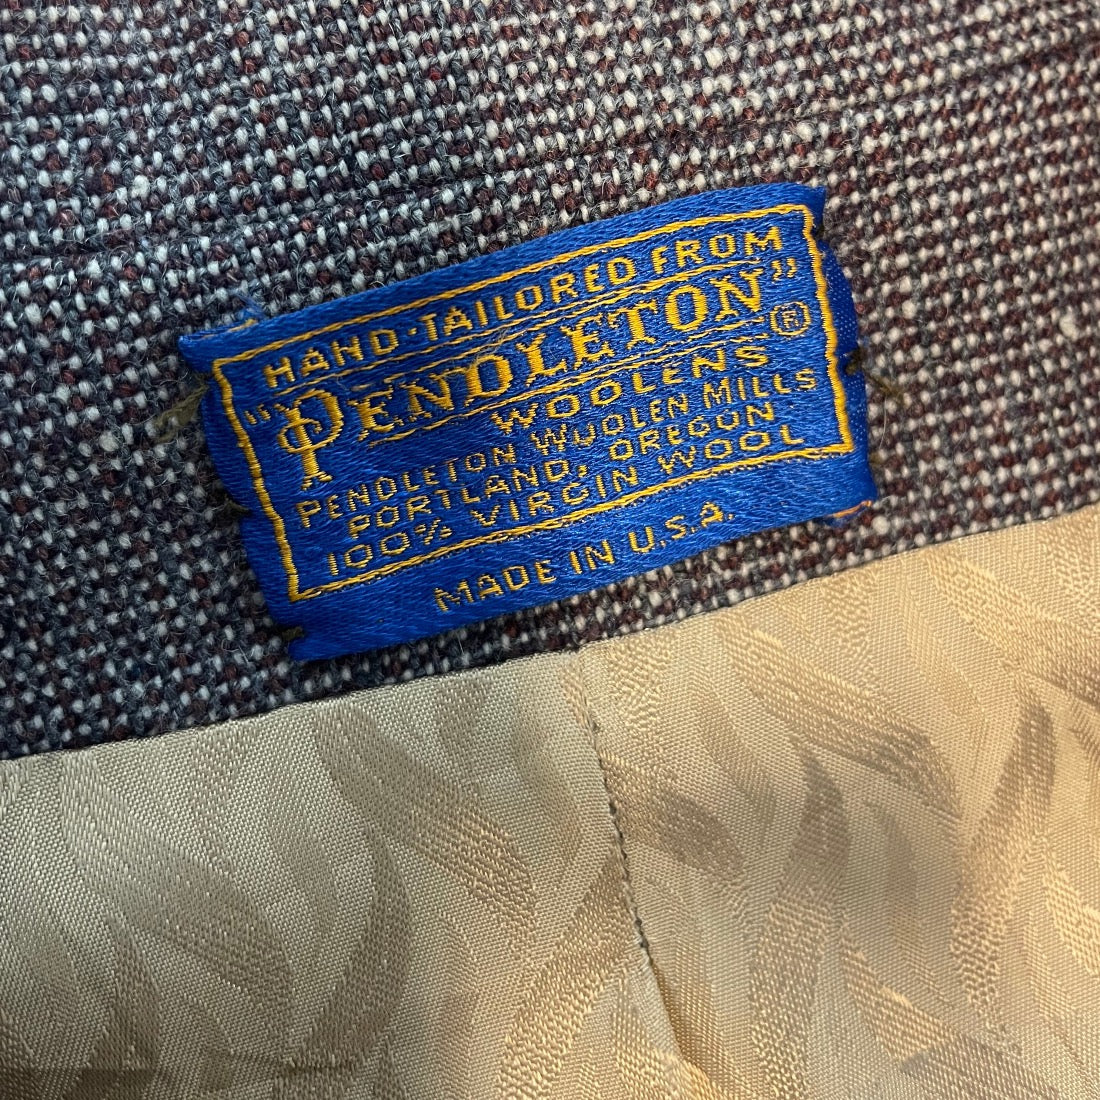 HAND·TAILORED FROM
"PENDLETON"®
WOOLENS
PENDLETON WOOLEN MILLS
PORTLAND, OREGON
100% VIRGIN WOOL
MADE IN U.S.A.